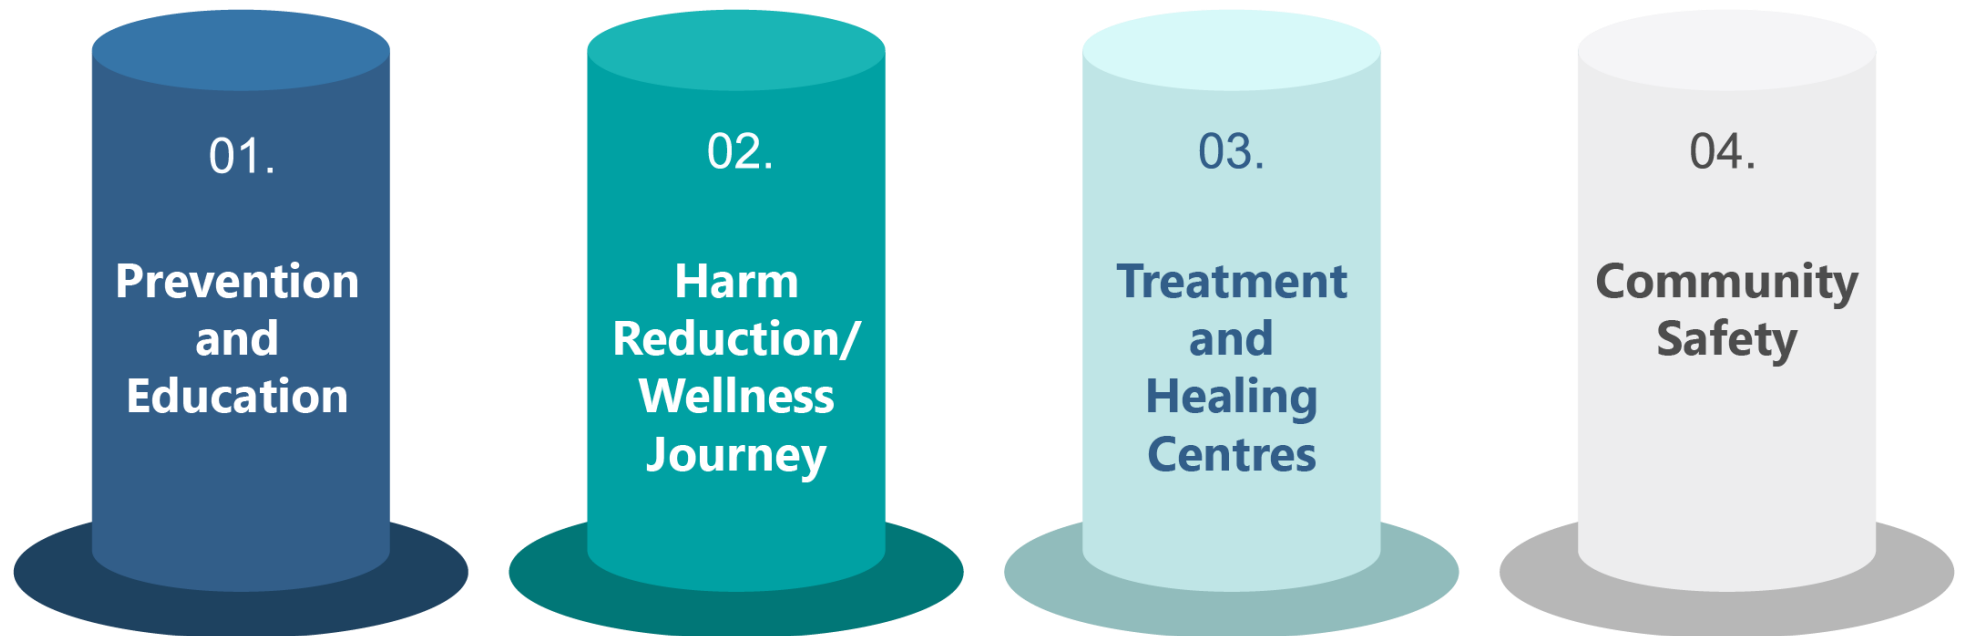 01.
Prevention
and
Education
02.
Harm
Reduction/
Wellness
Journey
03.
Treatment
and
Healing
Centres
04.
Community
Safety